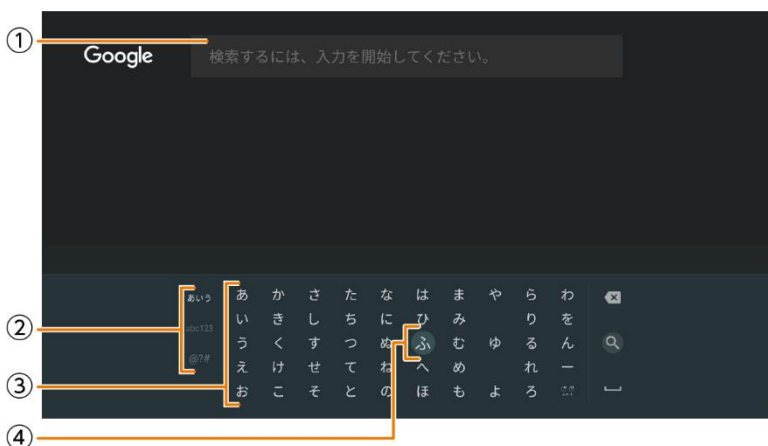 ①
Google 検索するには、入力を開始してください。
あいう あ か さ た な は ま や ら わ
② abc123 い き し ち に ひ み り を
う く す つ ぬ ふ む ゆ る ん
@?# え け せ て ね へ め れ ー
③ お こ そ と の ほ も よ ろ
④